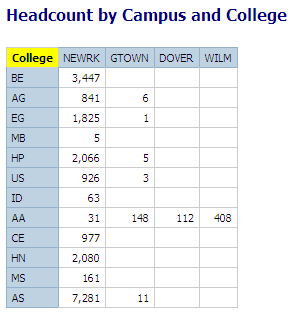 Headcount by Campus and College
College NEWRK GTOWN DOVER WILM
BE 3,447
AG 841 6
EG 1,825 1
MB 5
HP 2,066 5
US 926 3
ID 63
AA 31 148 112 408
CE 977
HN 2,080
MS 161
AS 7,281 11